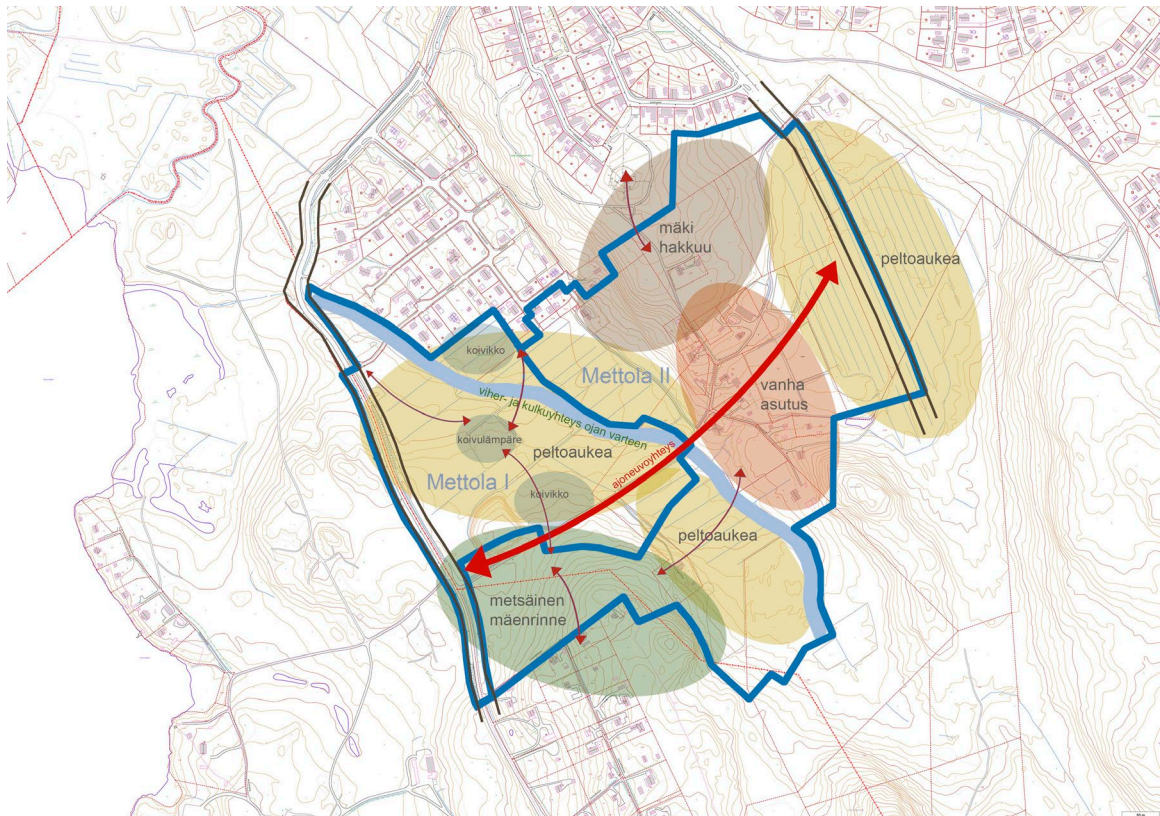 mäki
hakkuu
peltoaukea
koivikko
Mettola II
vanha
asutus
viher- ja kulkuyhteys ojan varteen
koivulämpäre
peltoaukea
ajoneuvoyhteys
Mettola I
koivikko
peltoaukea
metsäinen
mäenrinne